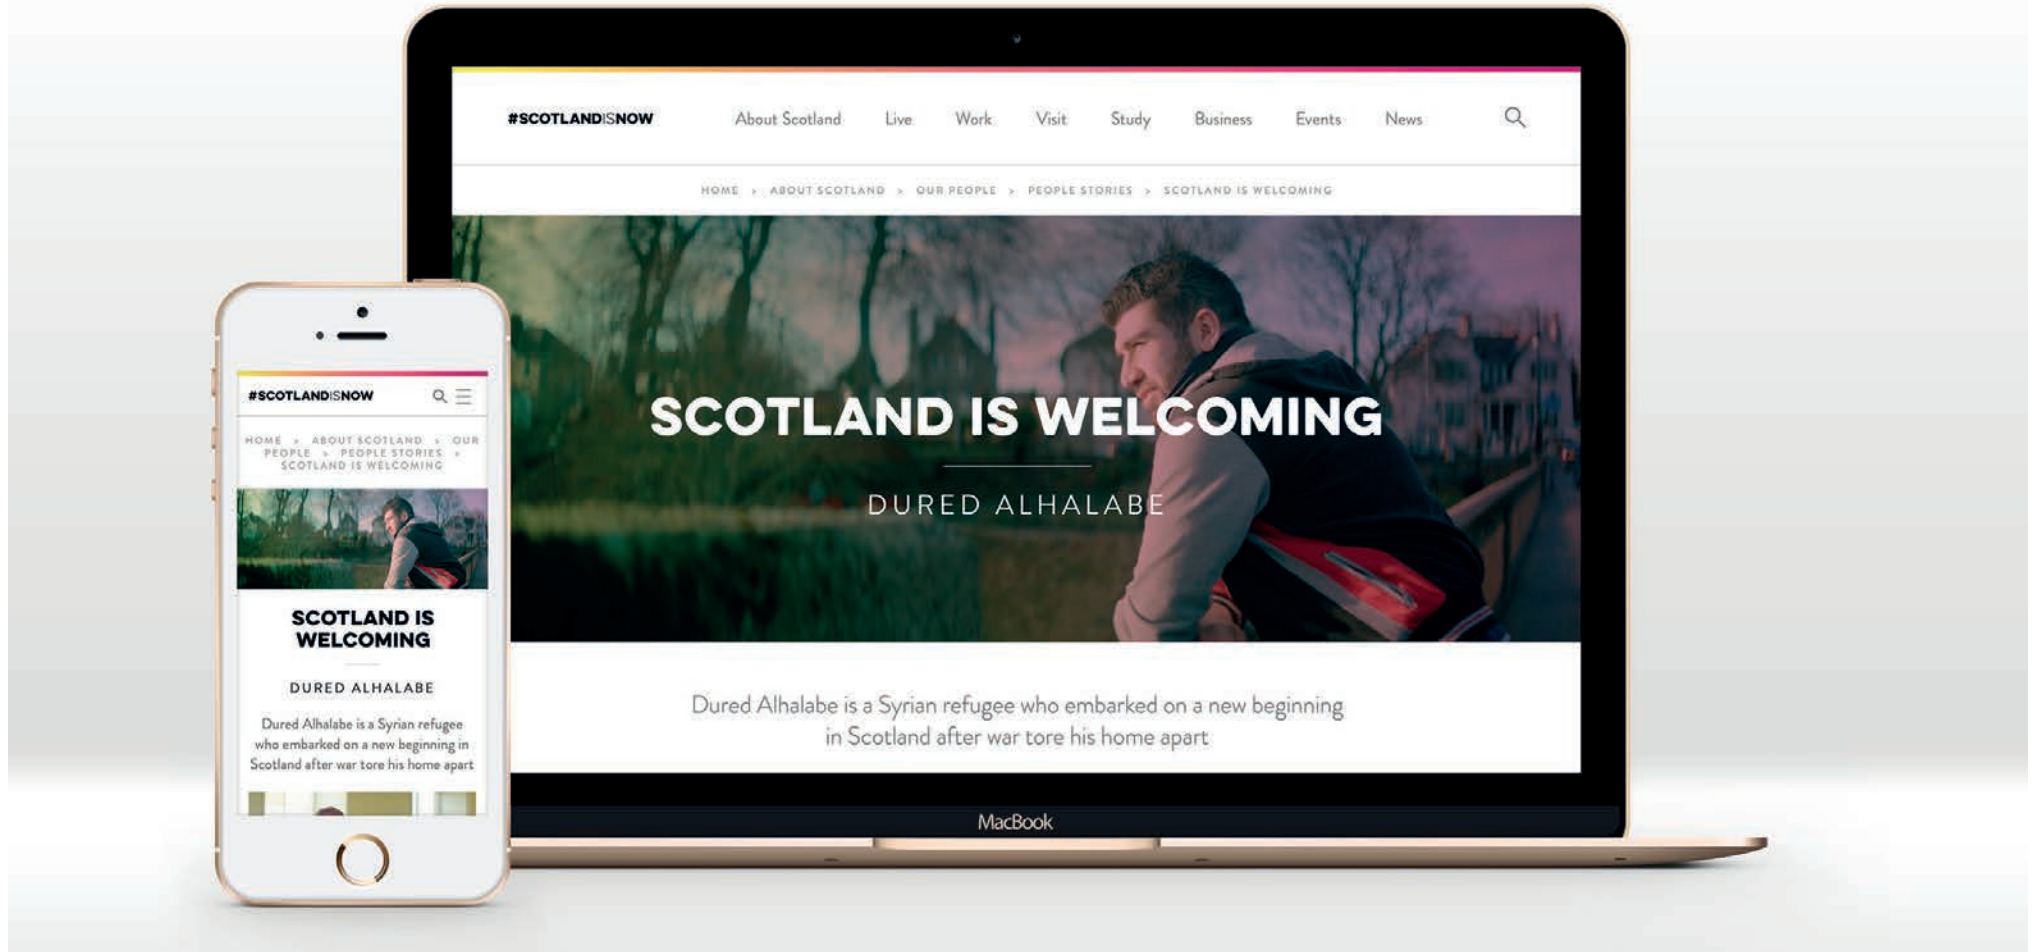 #SCOTLANDISNOW
About Scotland Live Work Visit Study Business Events News
HOME > ABOUT SCOTLAND > OUR PEOPLE > PEOPLE STORIES > SCOTLAND IS WELCOMING
SCOTLAND IS WELCOMING
DURED ALHALABE
Dured Alhalabe is a Syrian refugee who embarked on a new beginning
in Scotland after war tore his home apart
MacBook
#SCOTLANDISNOW
HOME > ABOUT SCOTLAND > OUR
PEOPLE > PEOPLE STORIES >
SCOTLAND IS WELCOMING
SCOTLAND IS
WELCOMING
DURED ALHALABE
Dured Alhalabe is a Syrian refugee
who embarked on a new beginning in
Scotland after war tore his home apart